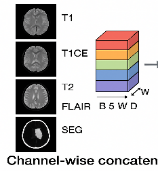 T1
T1CE
T2
FLAIR
SEG
B 5 W D
W
Channel-wise concaten